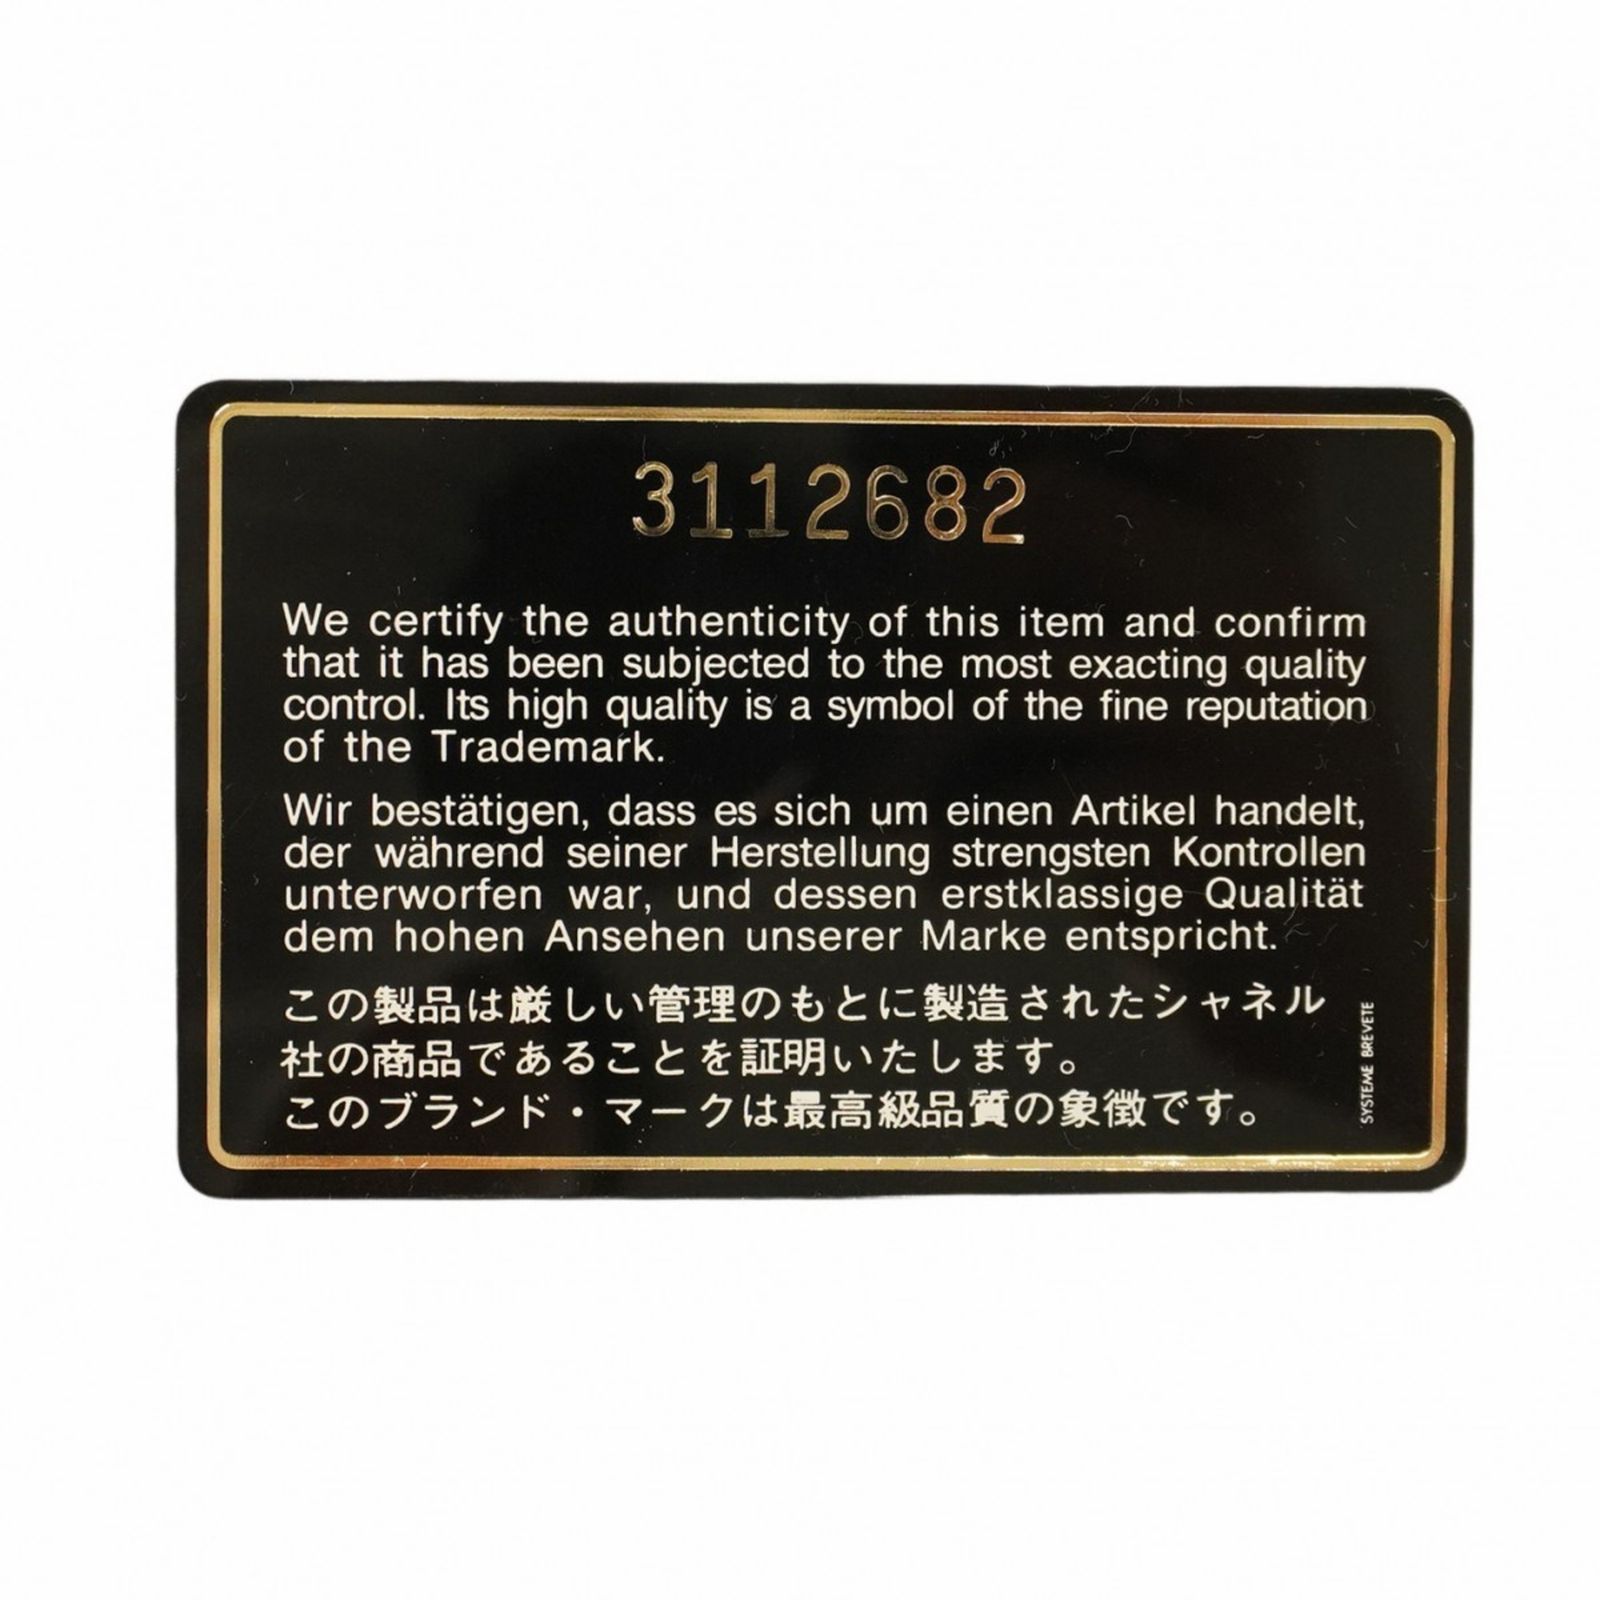 3112682
We certify the authenticity of this item and confirm
that it has been subjected to the most exacting quality
control. Its high quality is a symbol of the fine reputation
of the Trademark.
Wir bestätigen, dass es sich um einen Artikel handelt,
der während seiner Herstellung strengsten Kontrollen
unterworfen war, und dessen erstklassige Qualität
dem hohen Ansehen unserer Marke entspricht.
この製品は厳しい管理のもとに製造されたシャネル
社の商品であることを証明いたします。
このブランド・マークは最高級品質の象徴です。
SYSTEME BREVETE